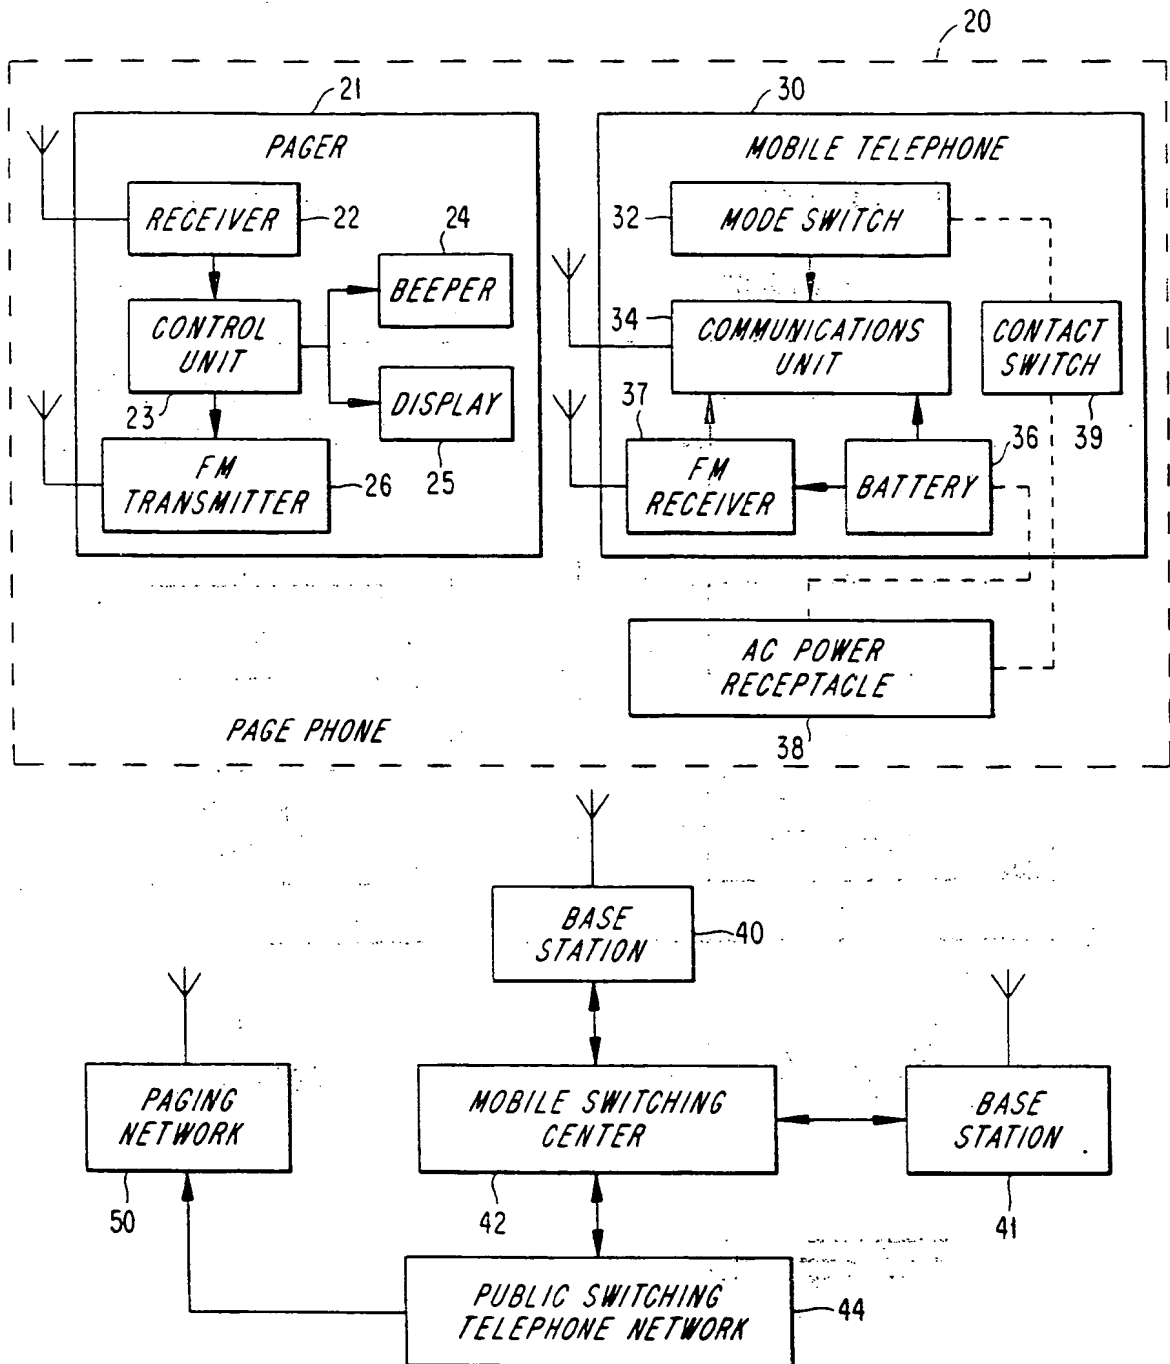 20
21
PAGER
RECEIVER
22
24
BEEPER
CONTROL
UNIT
23
DISPLAY
25
FM
TRANSMITTER
26
30
MOBILE TELEPHONE
32
MODE SWITCH
34
COMMUNICATIONS
UNIT
CONTACT
SWITCH
39
37
FM
RECEIVER
36
BATTERY
AC POWER
RECEPTACLE
38
PAGE PHONE
BASE
STATION
40
PAGING
NETWORK
50
MOBILE SWITCHING
CENTER
42
BASE
STATION
41
PUBLIC SWITCHING
TELEPHONE NETWORK
44